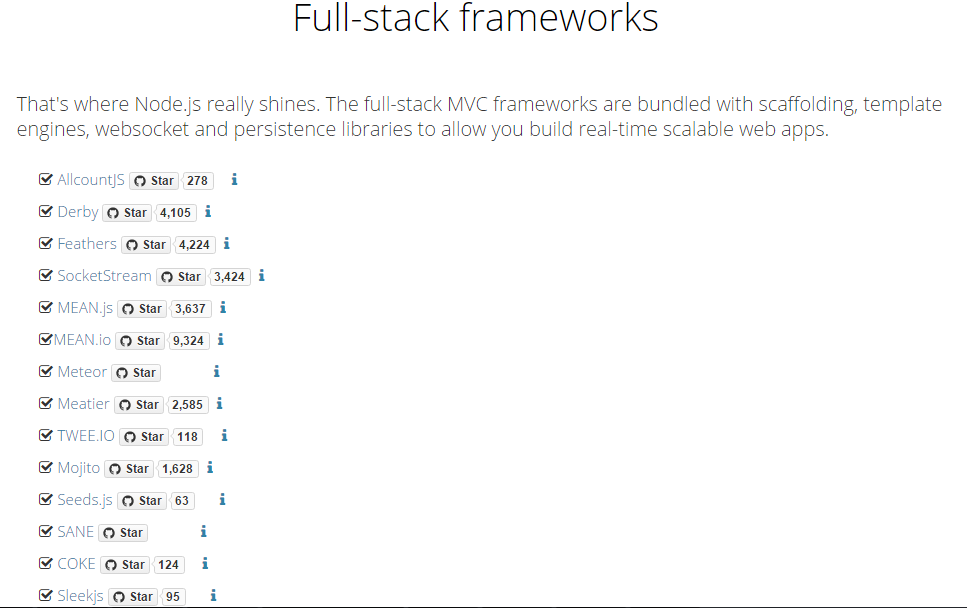 Full-stack frameworks
That's where Node.js really shines. The full-stack MVC frameworks are bundled with scaffolding, template
engines, websocket and persistence libraries to allow you build real-time scalable web apps.
AllcountJS Star 278
Derby Star 4,105
Feathers Star 4,224
SocketStream Star 3,424
MEAN.js Star 3,637
MEAN.io Star 9,324
Meteor Star
Meatier Star 2,585
TWEE.IO Star 118
Mojito Star 1,628
Seeds.js Star 63
SANE Star
COKE Star 124
Sleekjs Star 95